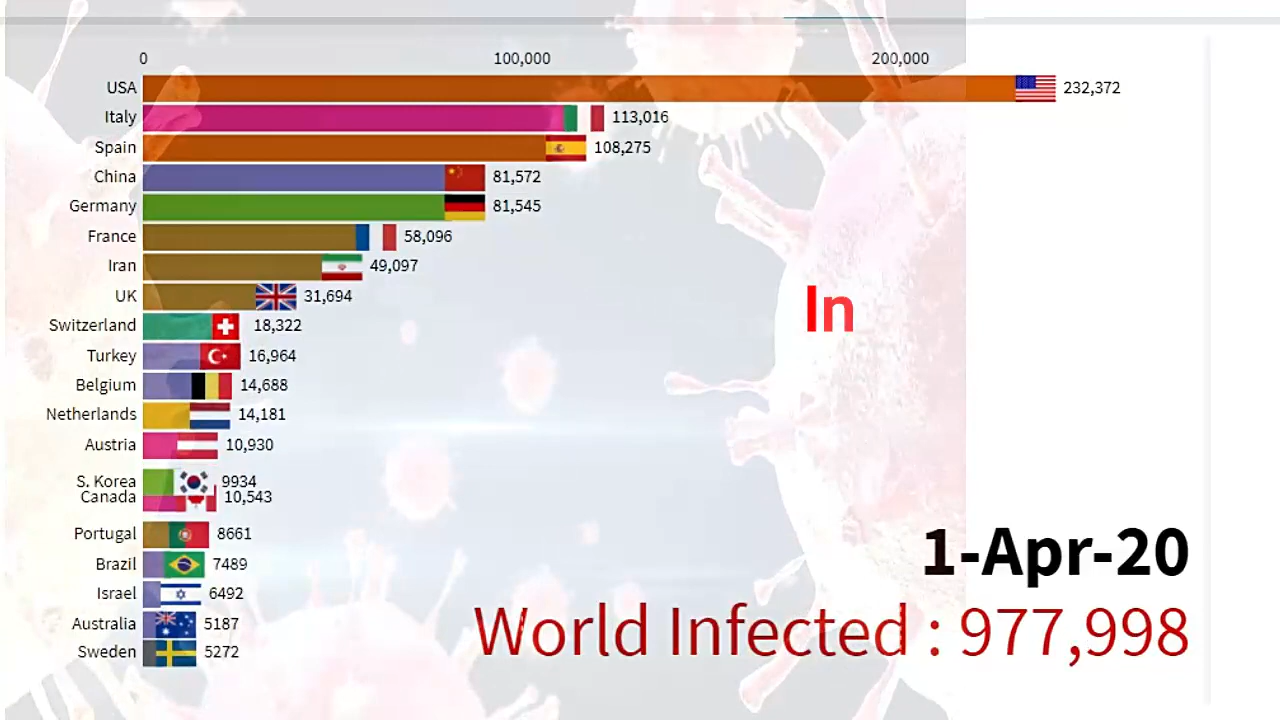 0 100,000 200,000
USA 232,372
Italy 113,016
Spain 108,275
China 81,572
Germany 81,545
France 58,096
Iran 49,097
UK 31,694
In
Switzerland 18,322
Turkey 16,964
Belgium 14,688
Netherlands 14,181
Austria 10,930
S. Korea 9934
Canada 10,543
Portugal 8661
Brazil 7489
Israel 6492
Australia 5187
Sweden 5272
1-Apr-20
World Infected : 977,998